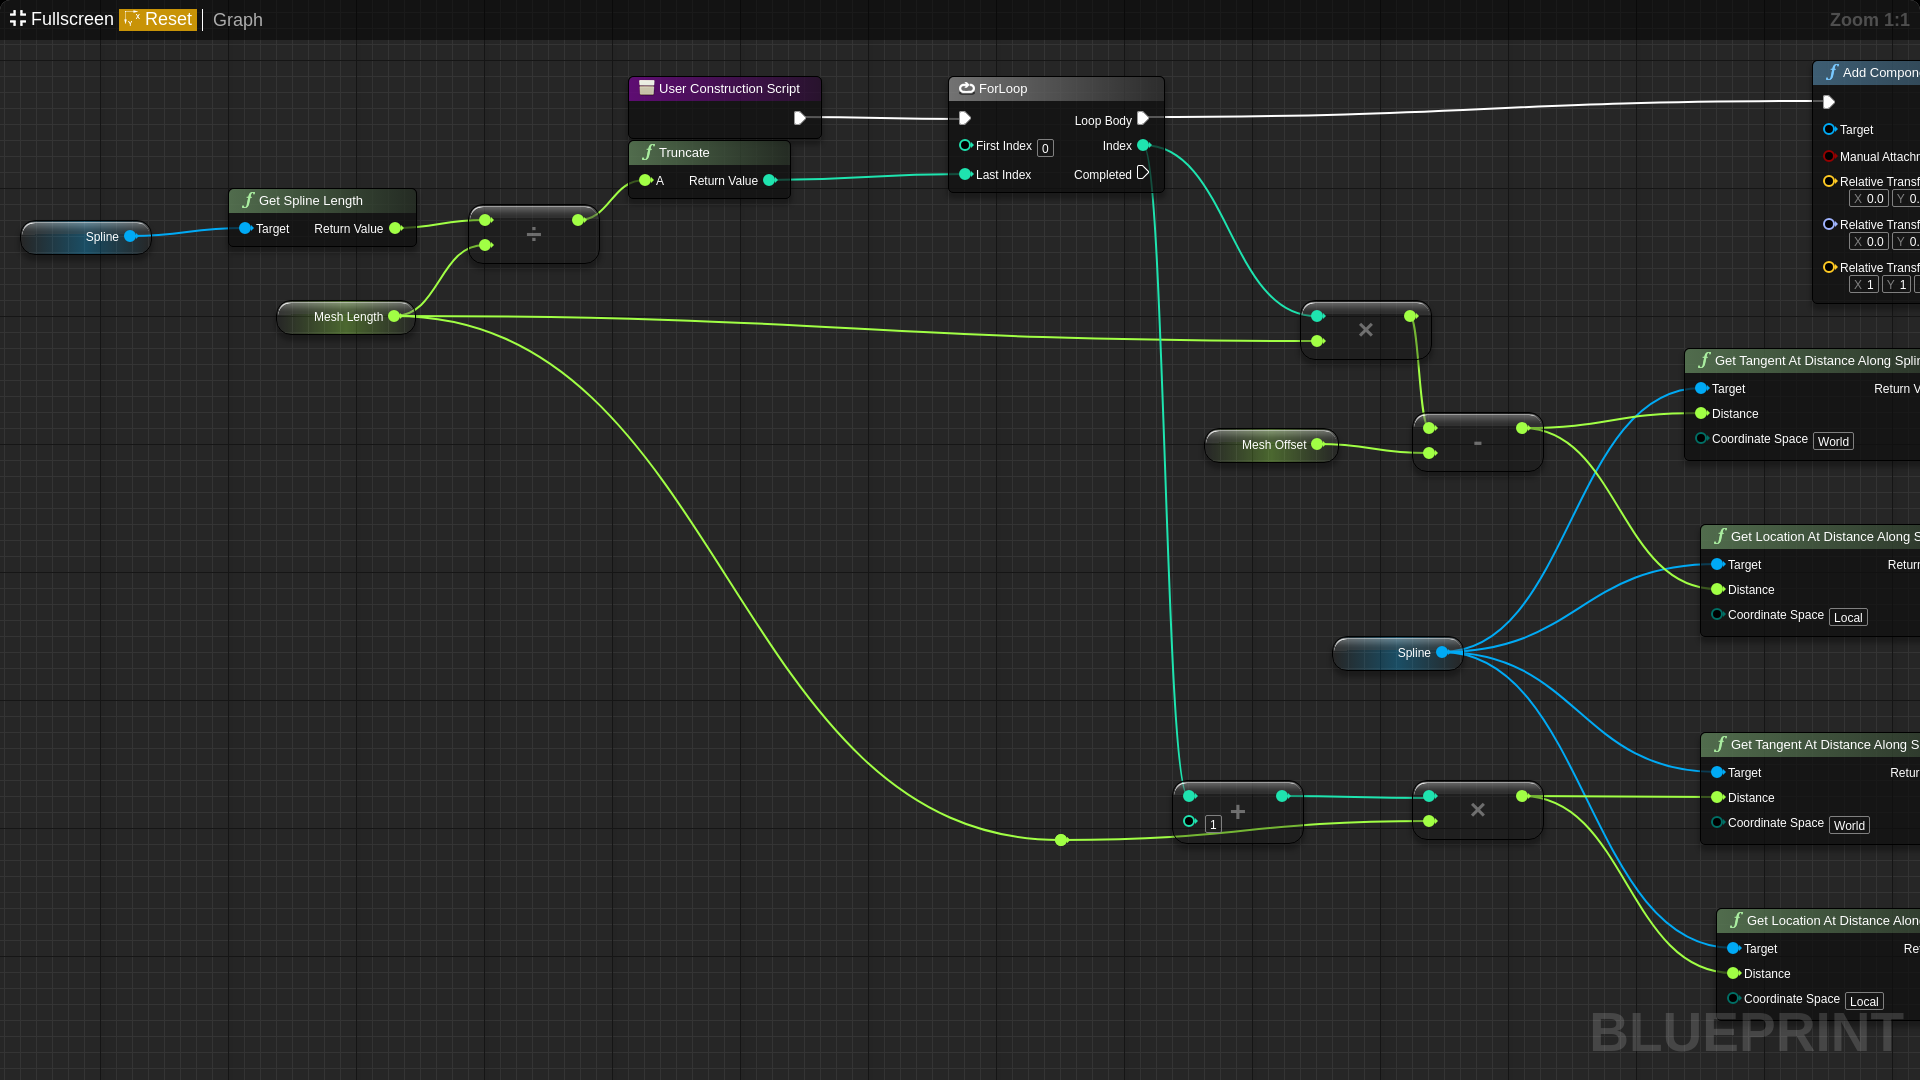 Fullscreen Reset Graph
Zoom 1:1
User Construction Script
Truncate
A Return Value
Get Spline Length
Target Return Value
Spline
÷
Mesh Length
ForLoop
Loop Body
First Index 0 Index
Last Index Completed
×
Mesh Offset
-
Spline
+
1
×
Add Compon
Target
Manual Attachm
Relative Transf
X 0.0 Y 0.
Relative Transf
X 0.0 Y 0.
Relative Transf
X 1 Y 1
Get Tangent At Distance Along Splin
Target Return V
Distance
Coordinate Space World
Get Location At Distance Along S
Target Return
Distance
Coordinate Space Local
Get Tangent At Distance Along S
Target Retur
Distance
Coordinate Space World
Get Location At Distance Along
Target Re
Distance
Coordinate Space Local
BLUEPRINT